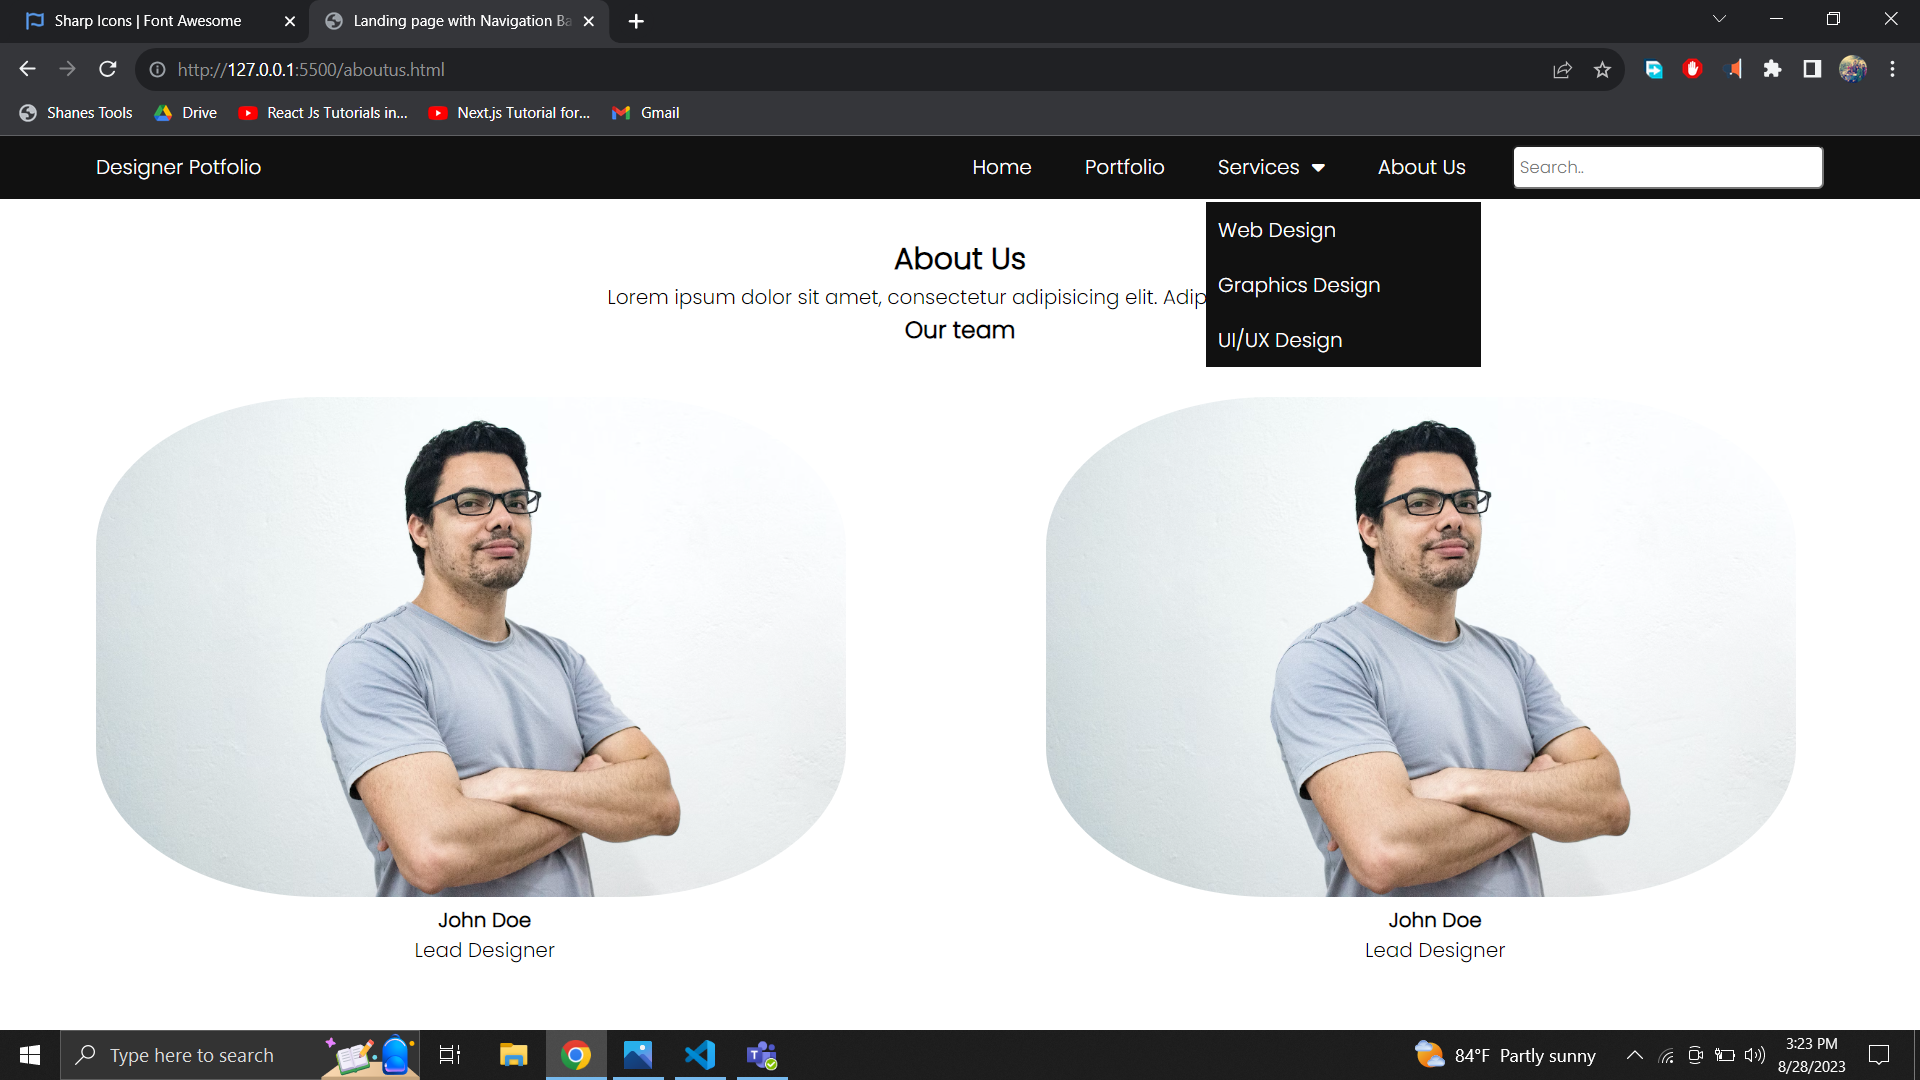 Sharp Icons | Font Awesome
Landing page with Navigation Ba
http://127.0.0.1:5500/aboutus.html
Shanes Tools
Drive
React Js Tutorials in...
Next.js Tutorial for...
Gmail
Designer Potfolio
Home
Portfolio
Services
About Us
Search..
Web Design
Graphics Design
UI/UX Design
About Us
Lorem ipsum dolor sit amet, consectetur adipisicing elit. Adip
Our team
John Doe
Lead Designer
John Doe
Lead Designer
Type here to search
84°F Partly sunny
3:23 PM
8/28/2023